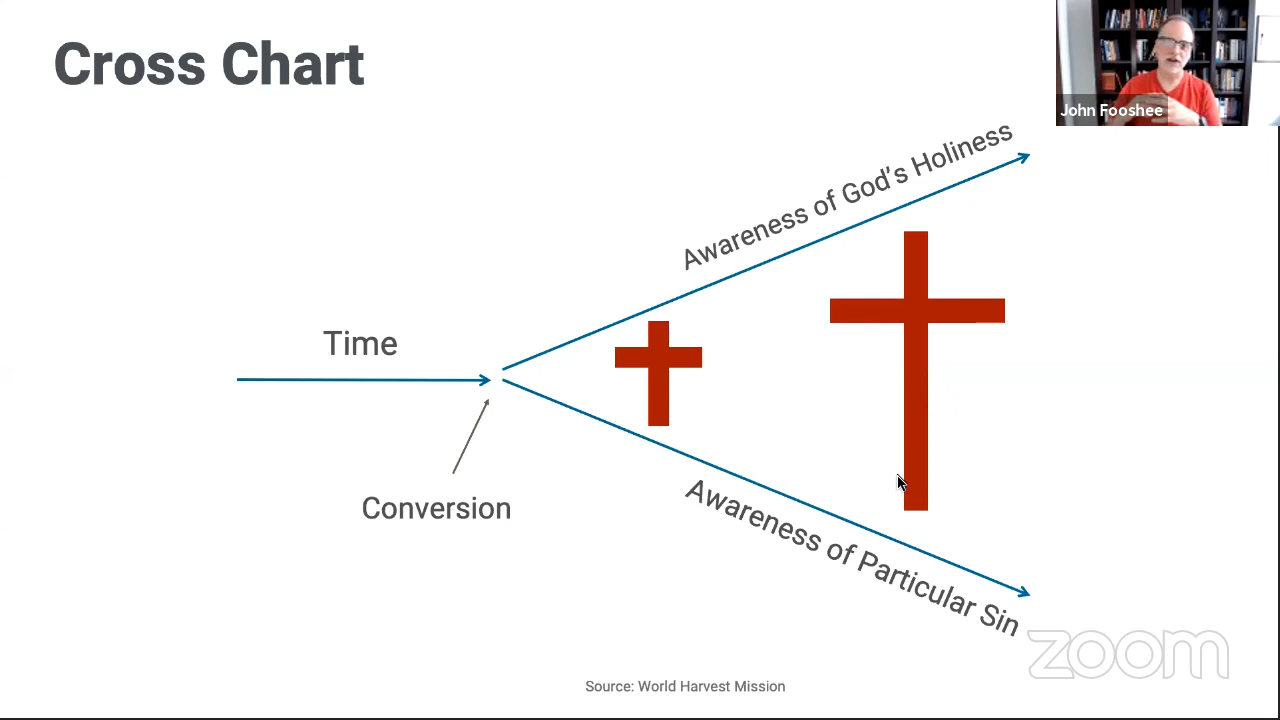 Cross Chart
John Fooshee
Awareness of God's Holiness
Time
Conversion
Awareness of Particular Sin
zoom
Source: World Harvest Mission